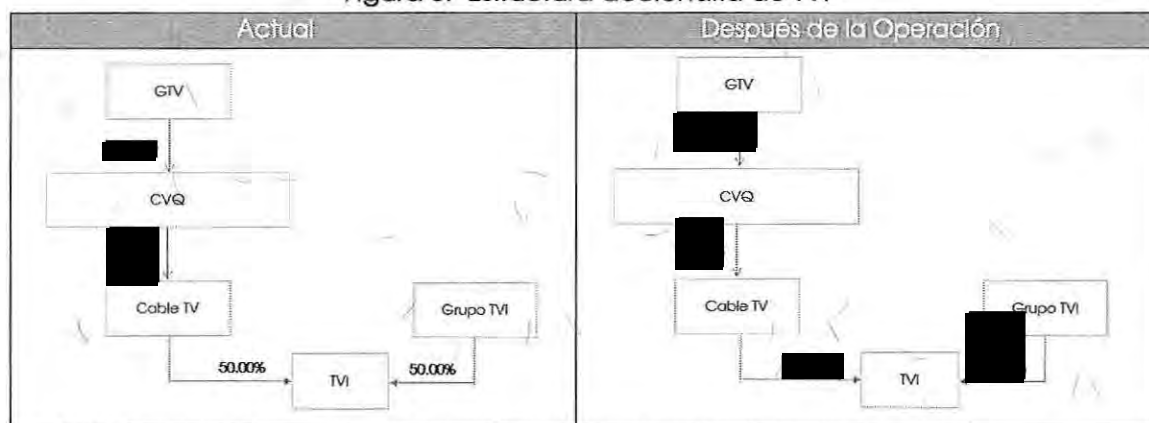 Actual
Después de la Operación
GTV
CVQ
Cable TV
Grupo TVI
50.00%
TVI
50.00%
GTV
CVQ
Cable TV
Grupo TVI
TVI